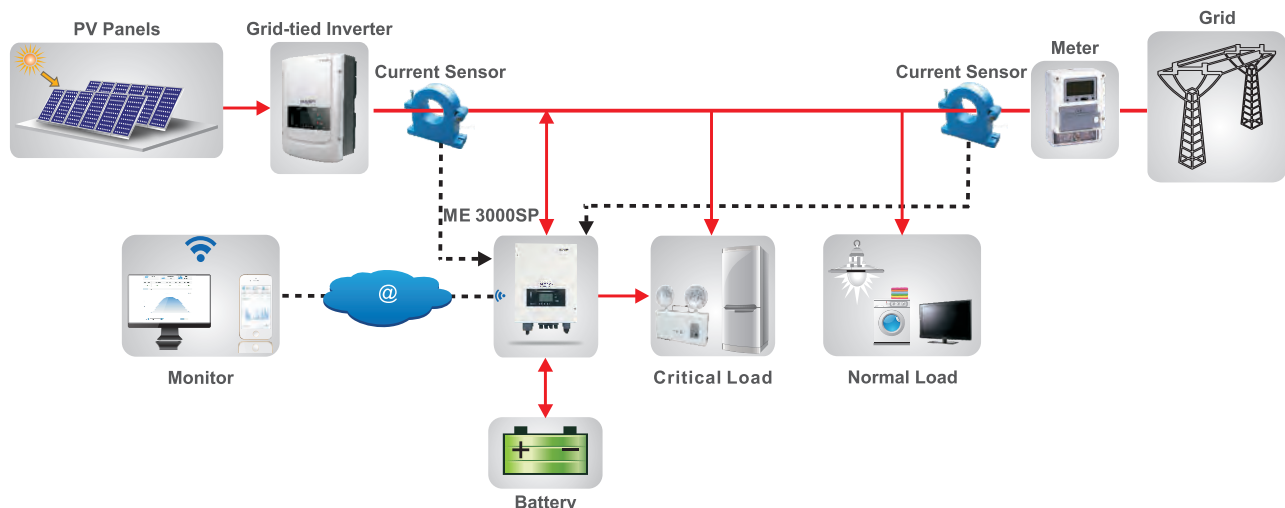 PV Panels
Grid-tied Inverter
Current Sensor
Current Sensor
Meter
Grid
ME 3000SP
@
Monitor
Critical Load
Normal Load
+ −
Battery